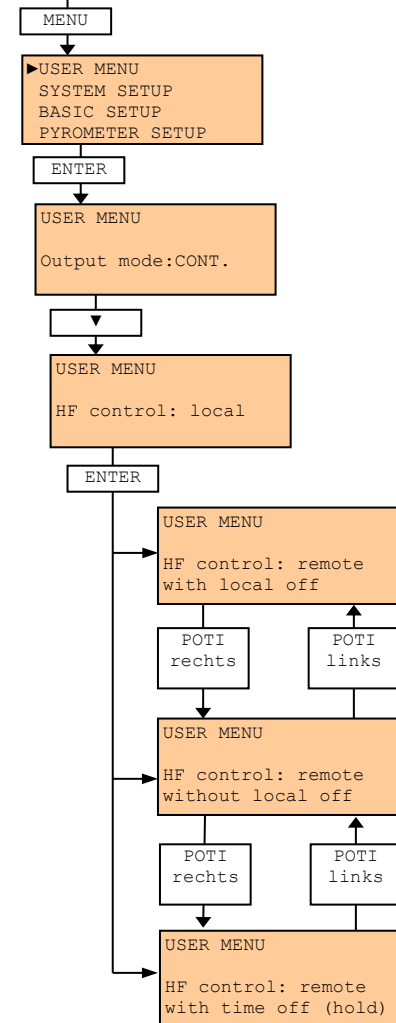 MENU
►USER MENU
SYSTEM SETUP
BASIC SETUP
PYROMETER SETUP
ENTER
USER MENU
Output mode:CONT.
▼
USER MENU
HF control: local
ENTER
USER MENU
HF control: remote
with local off
POTI
rechts
POTI
links
USER MENU
HF control: remote
without local off
POTI
rechts
POTI
links
USER MENU
HF control: remote
with time off (hold)